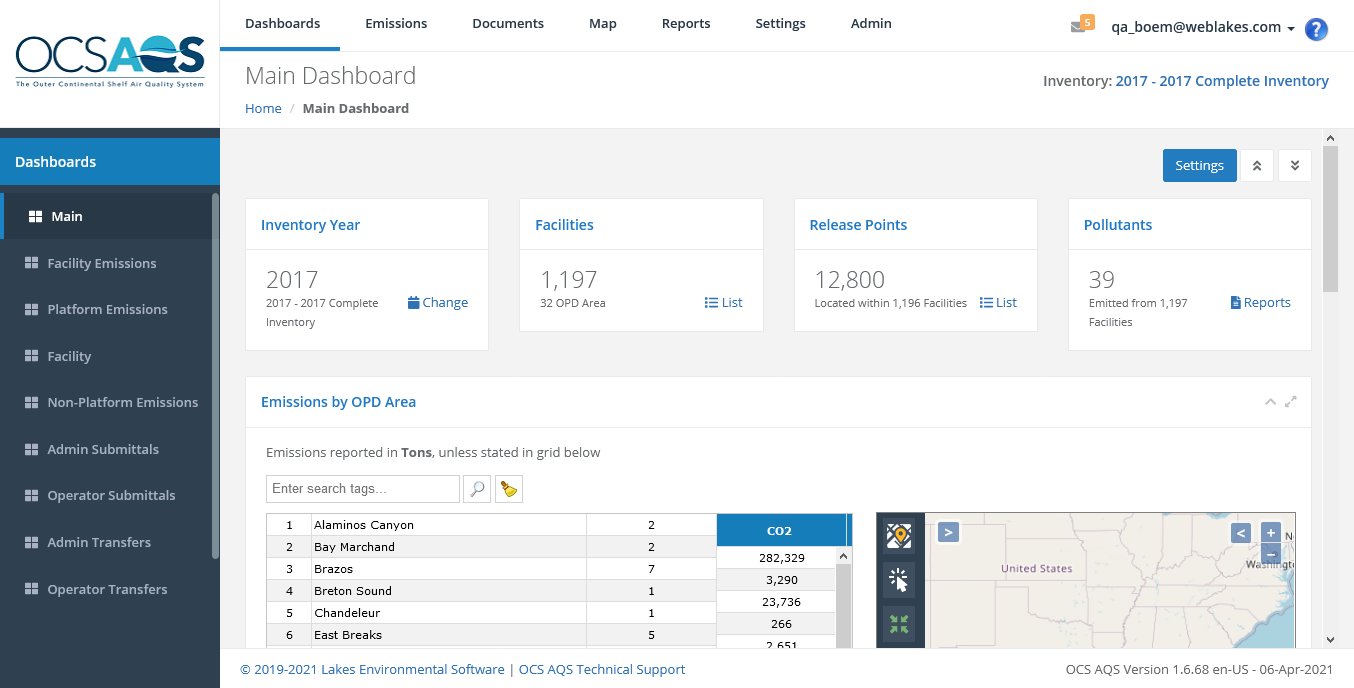 OCSAQS
The Outer Continental Shelf Air Quality System
Dashboards Emissions Documents Map Reports Settings Admin
5 qa_boem@weblakes.com ?
Main Dashboard
Home / Main Dashboard
Inventory: 2017 - 2017 Complete Inventory
Dashboards
Main
Facility Emissions
Platform Emissions
Facility
Non-Platform Emissions
Admin Submittals
Operator Submittals
Admin Transfers
Operator Transfers
Settings
Inventory Year
2017
2017 - 2017 Complete
Inventory
Change
Facilities
1,197
32 OPD Area
List
Release Points
12,800
Located within 1,196 Facilities
List
Pollutants
39
Emitted from 1,197
Facilities
Reports
Emissions by OPD Area
Emissions reported in Tons, unless stated in grid below
Enter search tags...
CO2
1 Alaminos Canyon 2 282,329
2 Bay Marchand 2 3,290
3 Brazos 7 23,736
4 Breton Sound 1 266
5 Chandeleur 1 2,651
6 East Breaks 5
> < + −
United States
Washingt
© 2019-2021 Lakes Environmental Software | OCS AQS Technical Support
OCS AQS Version 1.6.68 en-US - 06-Apr-2021